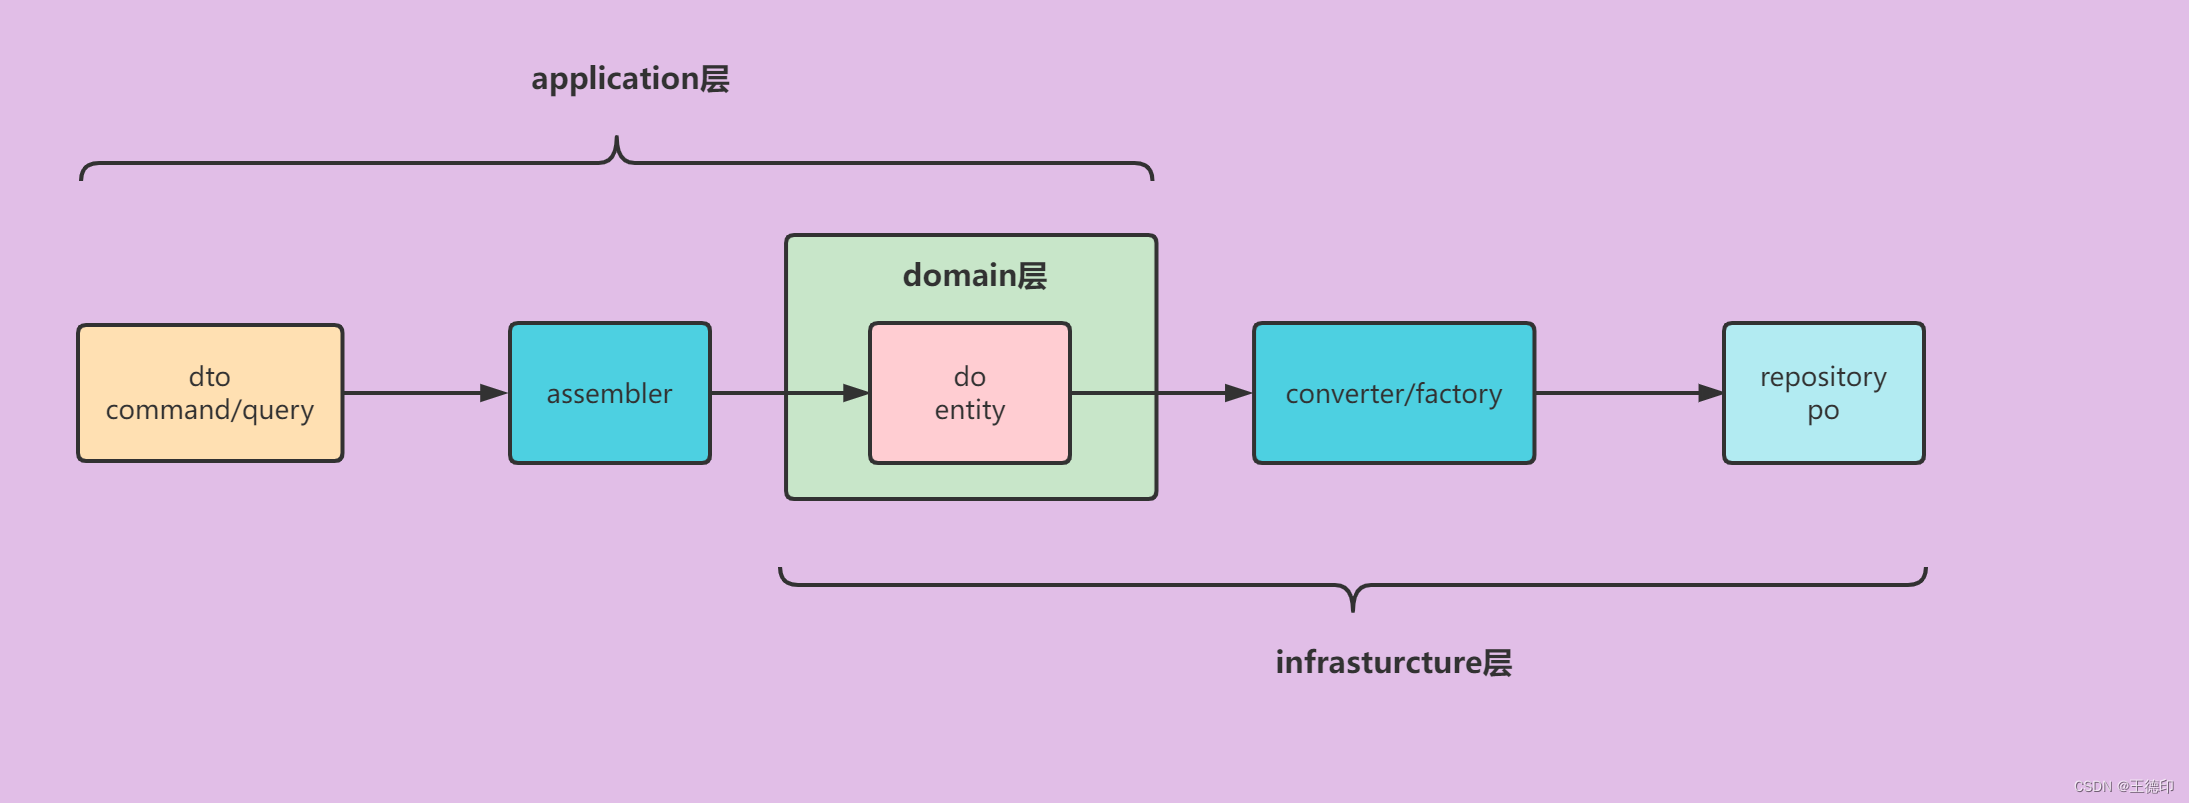 application层
domain层
dto
command/query
assembler
do
entity
converter/factory
repository
po
infrasturcture层
CSDN @王德印